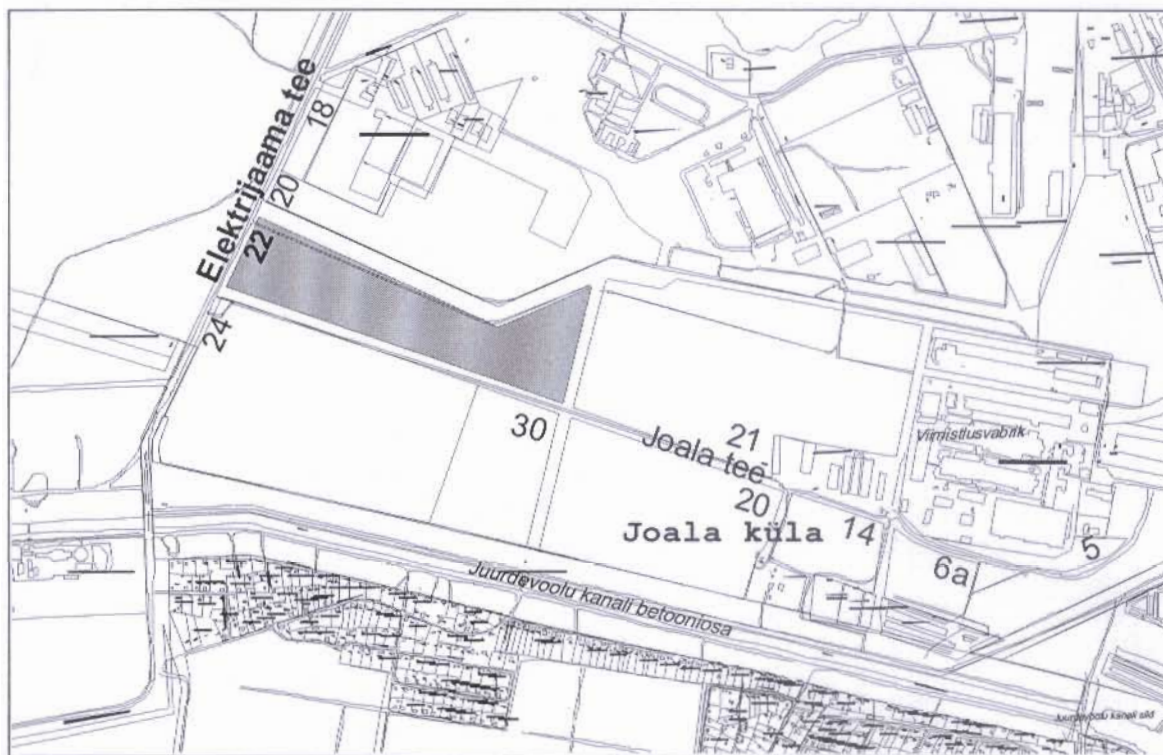 Elektrijaama tee
18
20
22
24
30
21
Joala tee
20
Joala küla
14
Viimistlusvabrik
5
6a
Juurdevoolu kanali betooniosa
Juurdevoolu kanali sild